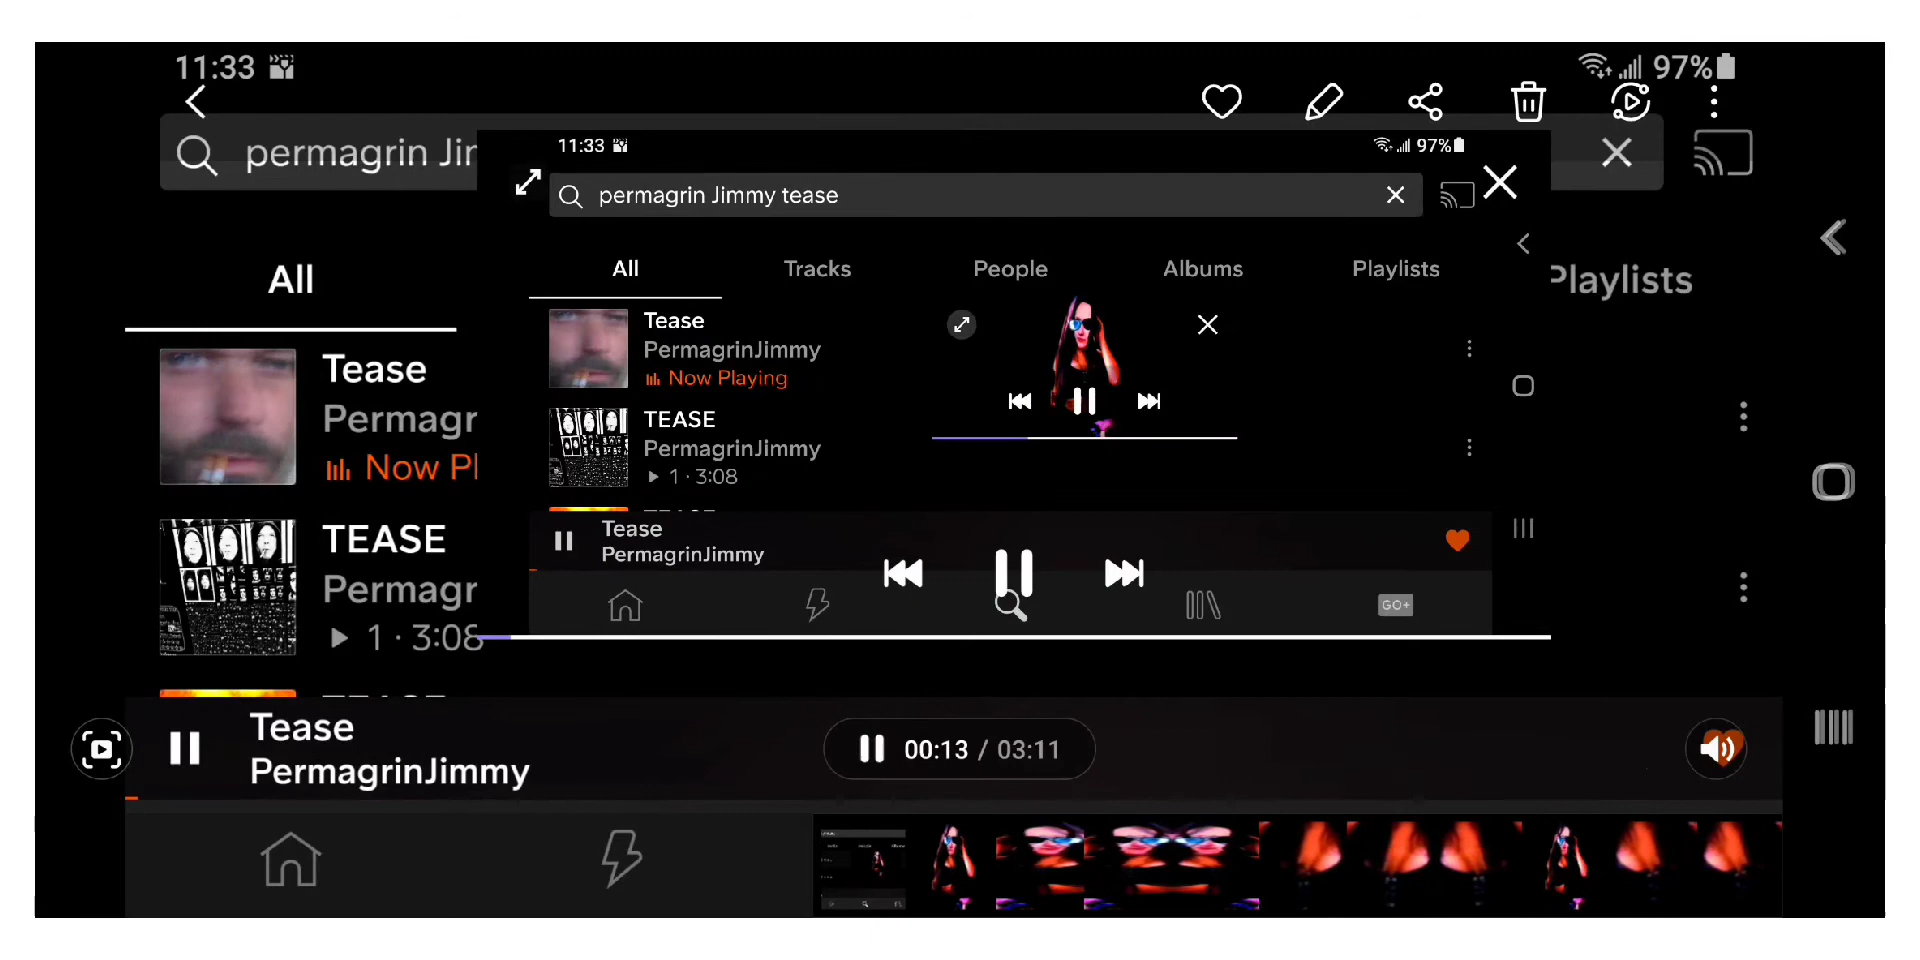 11:33
97%
permagrin Jir
11:33
97%
permagrin Jimmy tease
All
Playlists
All
Tracks
People
Albums
Playlists
Tease
Permagr
Now Pl
Tease
PermagrinJimmy
Now Playing
TEASE
PermagrinJimmy
1 · 3:08
TEASE
Permagr
1 · 3:08
Tease
PermagrinJimmy
GO+
Tease
PermagrinJimmy
00:13 / 03:11